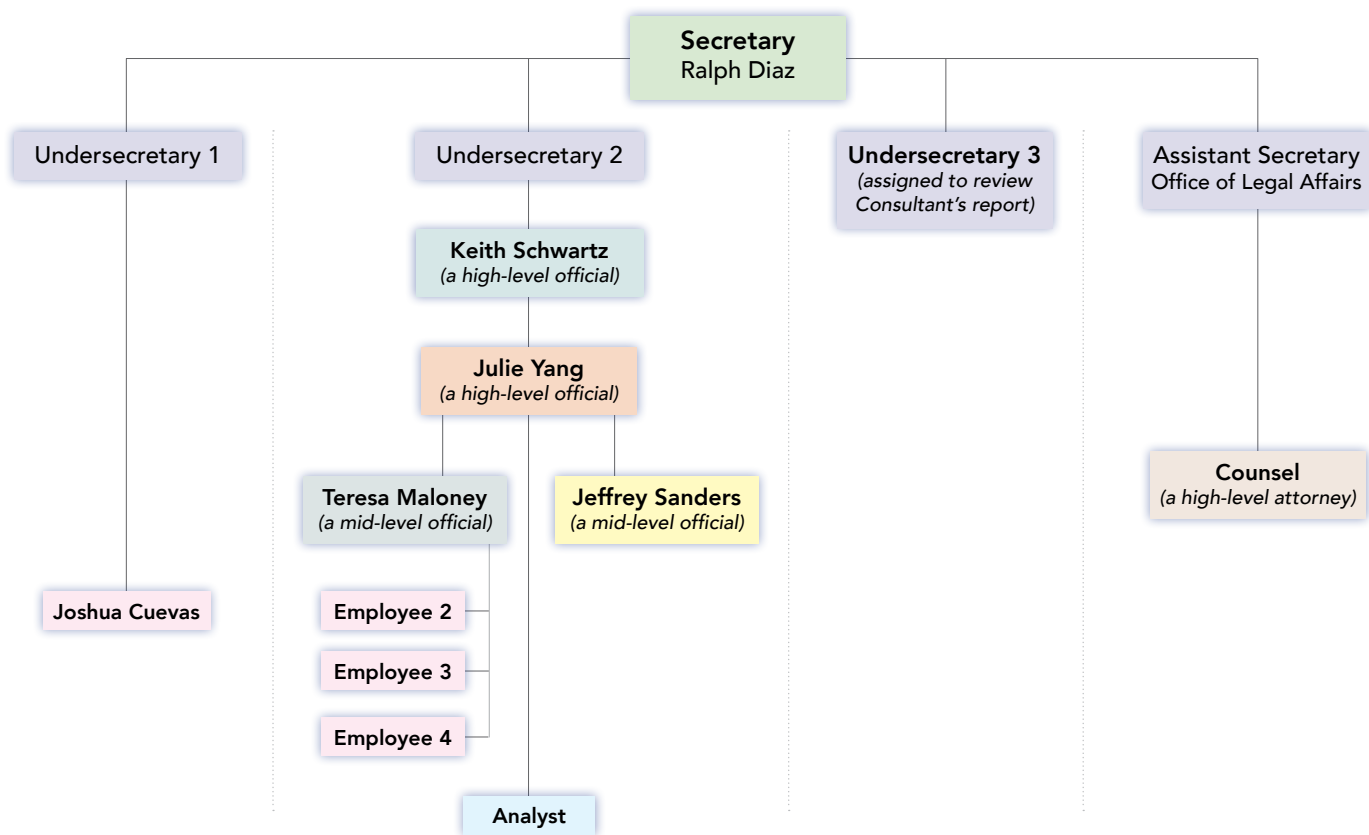 Secretary
Ralph Diaz
Undersecretary 1
Undersecretary 2
Undersecretary 3
(assigned to review
Consultant’s report)
Assistant Secretary
Office of Legal Affairs
Keith Schwartz
(a high-level official)
Julie Yang
(a high-level official)
Teresa Maloney
(a mid-level official)
Jeffrey Sanders
(a mid-level official)
Counsel
(a high-level attorney)
Joshua Cuevas
Employee 2
Employee 3
Employee 4
Analyst